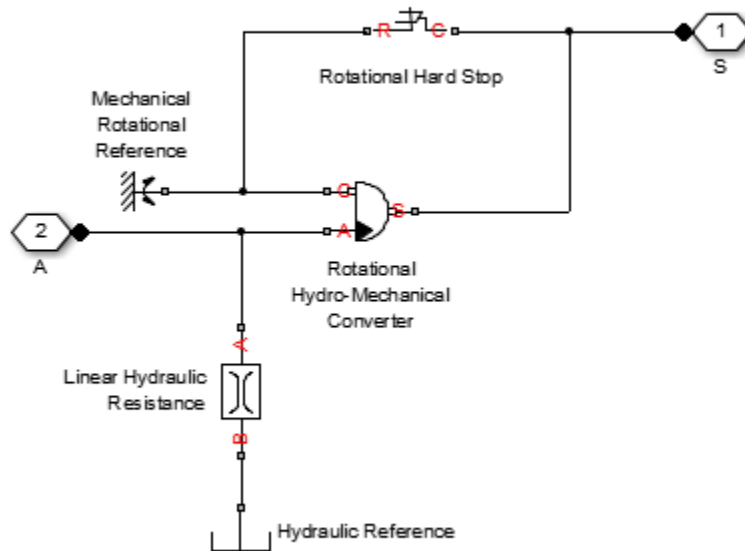 R
C
1
S
Rotational Hard Stop
Mechanical
Rotational
Reference
C
S
A
2
A
Rotational
Hydro-Mechanical
Converter
A
Linear Hydraulic
Resistance
B
Hydraulic Reference